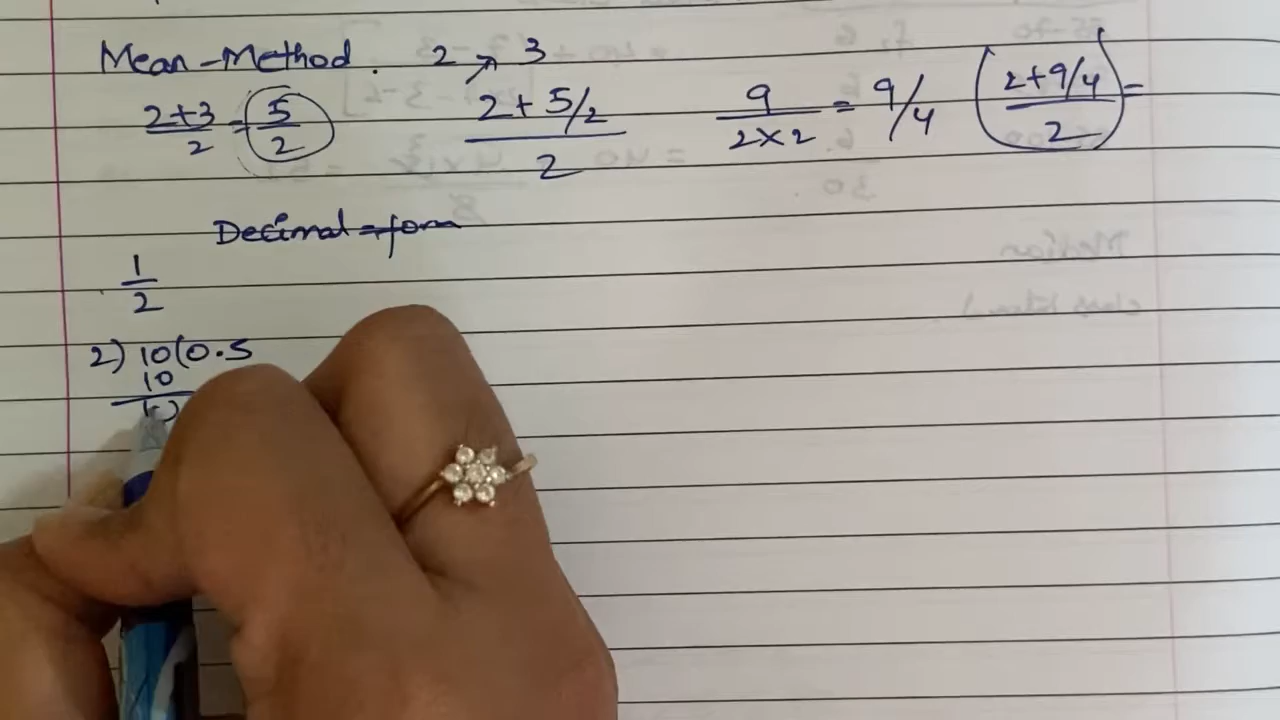 Mean-Method. 2 ↗ 3
2+3/2 = 5/2 2+5/2/2 9/2×2 = 9/4 (2+9/4/2) =
Decimal-form
1/2
2) 10(0.5
10